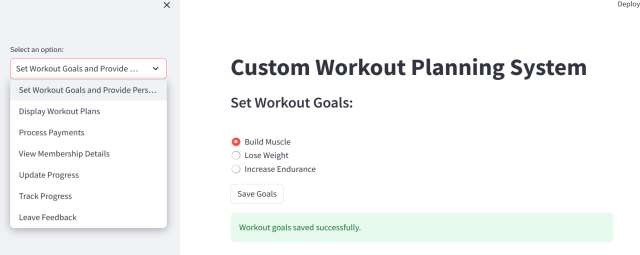 Deploy
Select an option:
Set Workout Goals and Provide ...
Set Workout Goals and Provide Pers...
Display Workout Plans
Process Payments
View Membership Details
Update Progress
Track Progress
Leave Feedback
Custom Workout Planning System
Set Workout Goals:
Build Muscle
Lose Weight
Increase Endurance
Save Goals
Workout goals saved successfully.